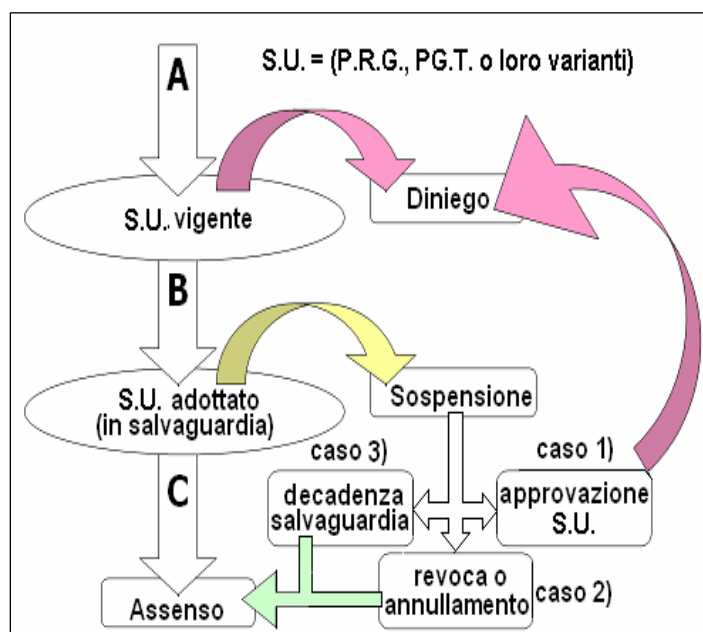 A
S.U. = (P.R.G., PG.T. o loro varianti)
S.U. vigente
Diniego
B
S.U. adottato
(in salvaguardia)
Sospensione
caso 3)
caso 1)
C
decadenza
salvaguardia
approvazione
S.U.
Assenso
revoca o
annullamento
caso 2)